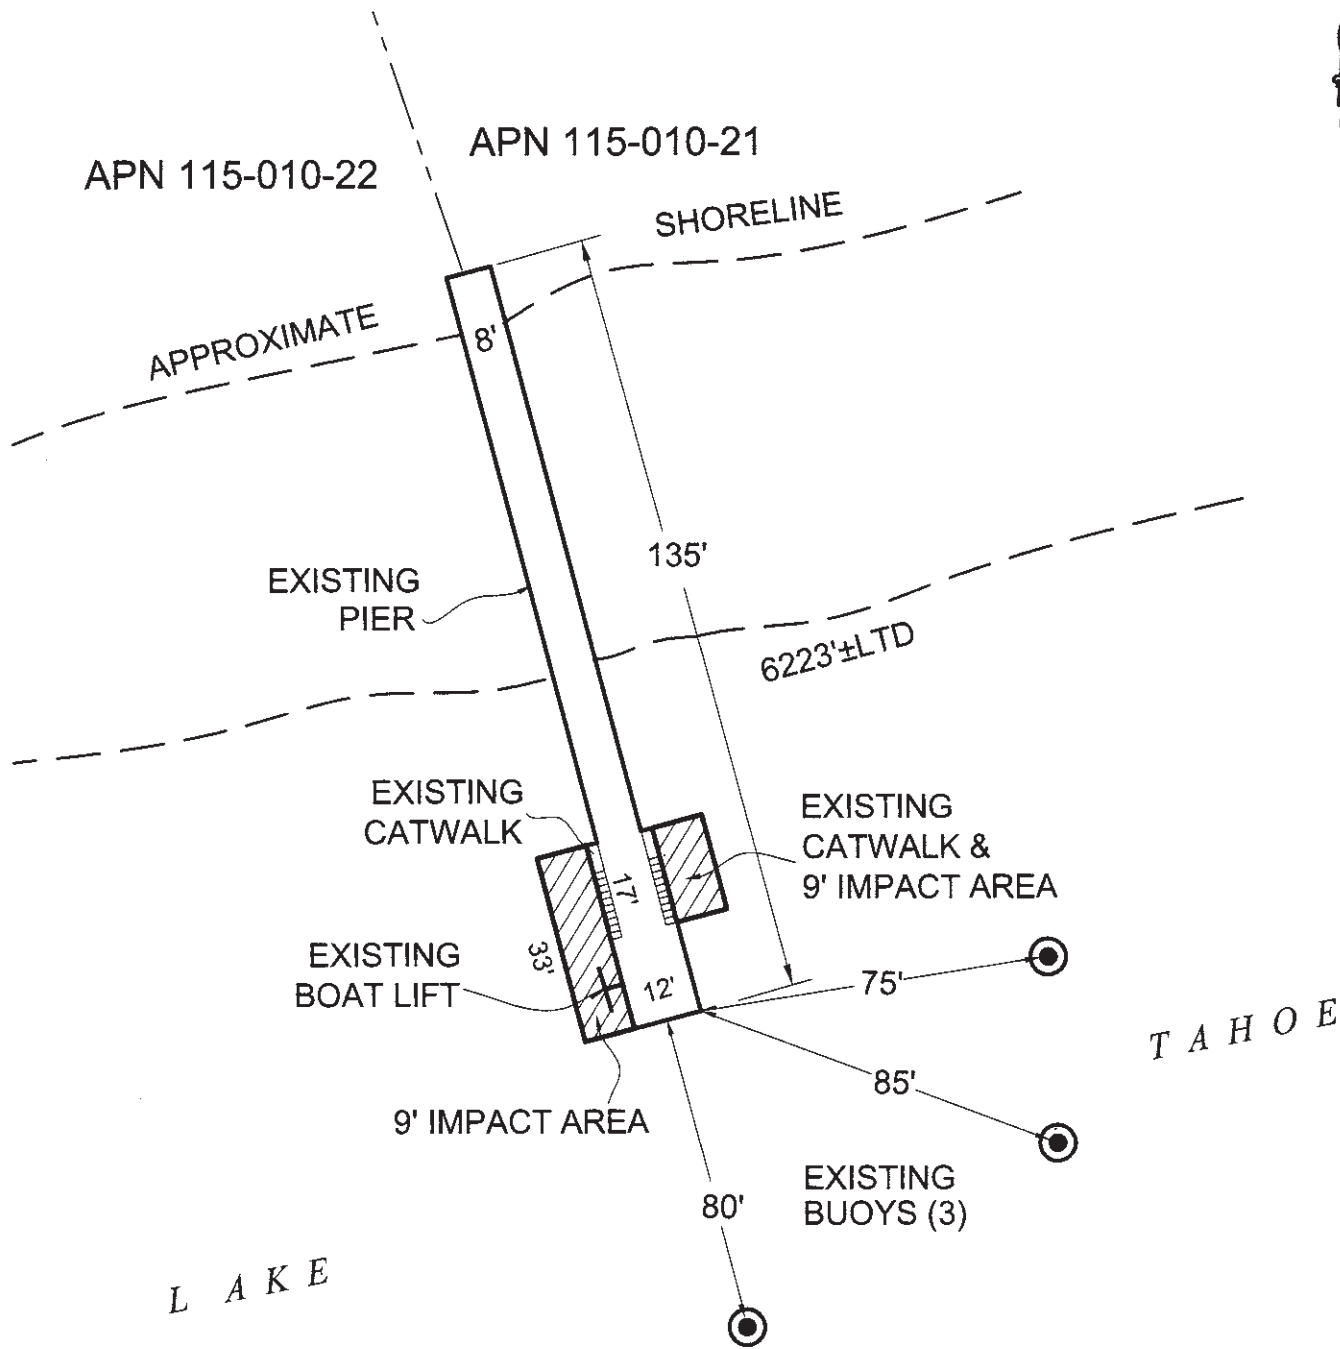 APN 115-010-21
APN 115-010-22
SHORELINE
APPROXIMATE
8'
135'
EXISTING
PIER
6223'±LTD
EXISTING
CATWALK
EXISTING
CATWALK &
9' IMPACT AREA
17'
33'
EXISTING
BOAT LIFT
12'
75'
TAHOE
85'
9' IMPACT AREA
EXISTING
BUOYS (3)
80'
LAKE